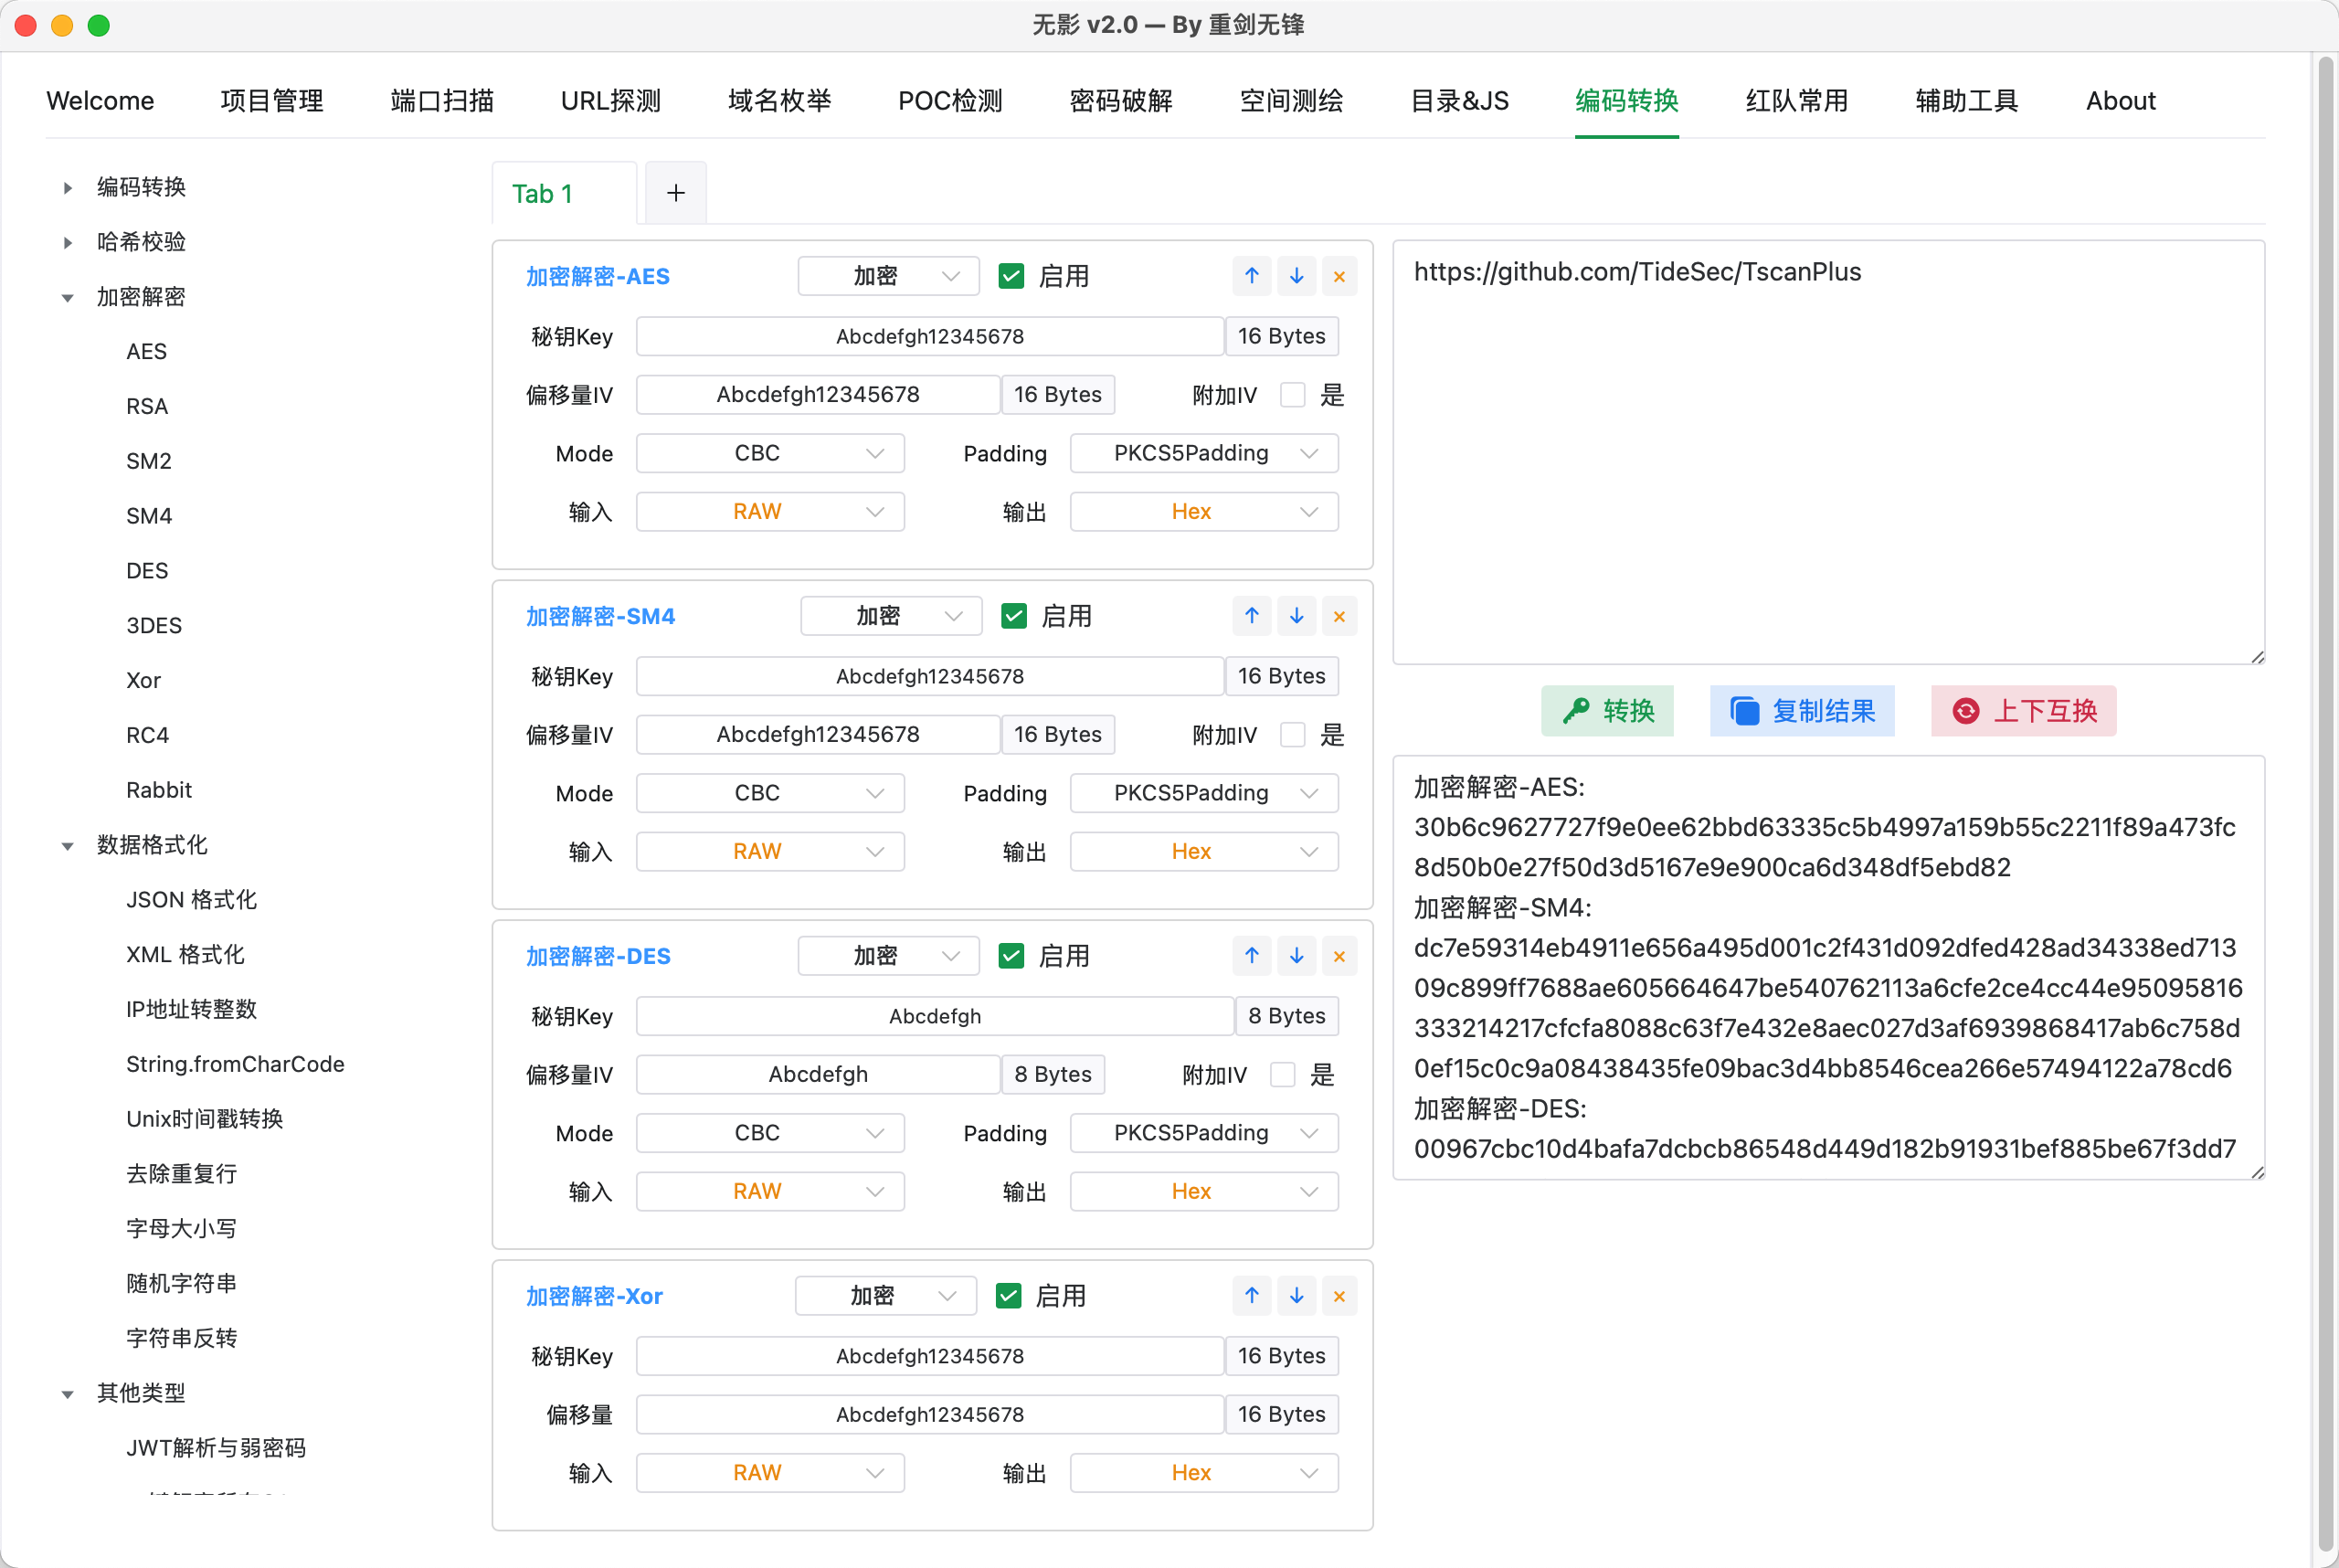 无影 v2.0 — By 重剑无锋
Welcome 项目管理 端口扫描 URL探测 域名枚举 POC检测 密码破解 空间测绘 目录&JS 编码转换 红队常用 辅助工具 About
编码转换
哈希校验
加密解密
AES
RSA
SM2
SM4
DES
3DES
Xor
RC4
Rabbit
数据格式化
JSON 格式化
XML 格式化
IP地址转整数
String.fromCharCode
Unix时间戳转换
去除重复行
字母大小写
随机字符串
字符串反转
其他类型
JWT解析与弱密码
Tab 1 +
加密解密-AES 加密 启用
秘钥Key Abcdefgh12345678 16 Bytes
偏移量IV Abcdefgh12345678 16 Bytes 附加IV 是
Mode CBC Padding PKCS5Padding
输入 RAW 输出 Hex
加密解密-SM4 加密 启用
秘钥Key Abcdefgh12345678 16 Bytes
偏移量IV Abcdefgh12345678 16 Bytes 附加IV 是
Mode CBC Padding PKCS5Padding
输入 RAW 输出 Hex
加密解密-DES 加密 启用
秘钥Key Abcdefgh 8 Bytes
偏移量IV Abcdefgh 8 Bytes 附加IV 是
Mode CBC Padding PKCS5Padding
输入 RAW 输出 Hex
加密解密-Xor 加密 启用
秘钥Key Abcdefgh12345678 16 Bytes
偏移量 Abcdefgh12345678 16 Bytes
输入 RAW 输出 Hex
https://github.com/TideSec/TscanPlus
转换 复制结果 上下互换
加密解密-AES:
30b6c9627727f9e0ee62bbd63335c5b4997a159b55c2211f89a473fc
8d50b0e27f50d3d5167e9e900ca6d348df5ebd82
加密解密-SM4:
dc7e59314eb4911e656a495d001c2f431d092dfed428ad34338ed713
09c899ff7688ae605664647be540762113a6cfe2ce4cc44e95095816
333214217cfcfa8088c63f7e432e8aec027d3af6939868417ab6c758d
0ef15c0c9a08438435fe09bac3d4bb8546cea266e57494122a78cd6
加密解密-DES:
00967cbc10d4bafa7dcbcb86548d449d182b91931bef885be67f3dd7